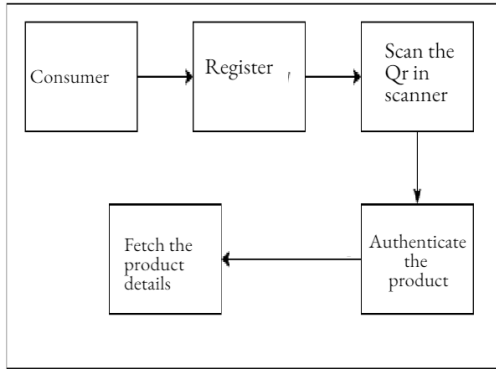 Consumer
Register
Scan the
Qr in
scanner
Authenticate
the
product
Fetch the
product
details